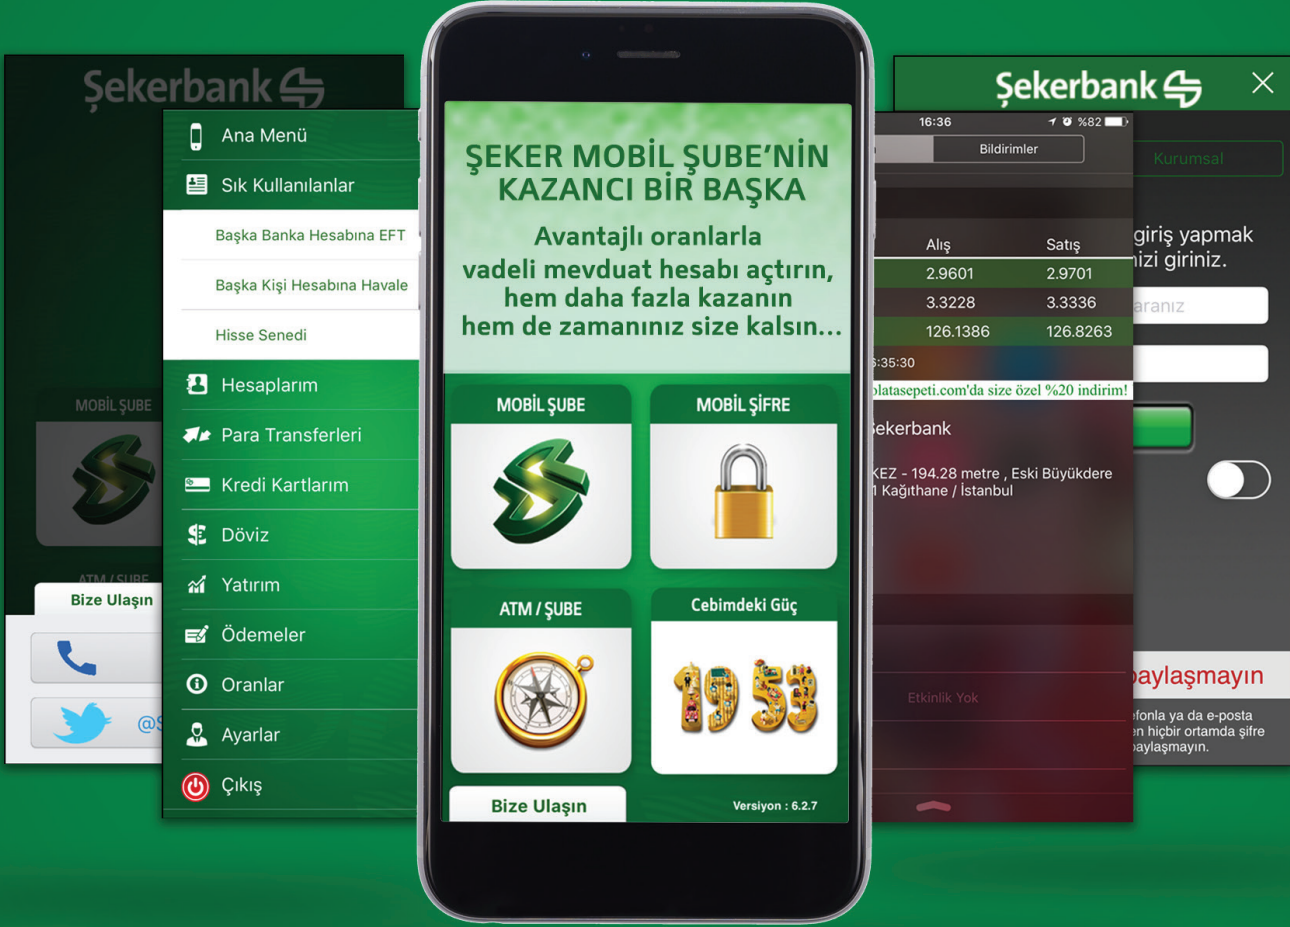 Şekerbank
MOBİL ŞUBE
ATM / ŞUBE
Bize Ulaşın
Ana Menü
Sık Kullanılanlar
Başka Banka Hesabına EFT
Başka Kişi Hesabına Havale
Hisse Senedi
Hesaplarım
Para Transferleri
Kredi Kartlarım
Döviz
Yatırım
Ödemeler
Oranlar
Ayarlar
Çıkış
ŞEKER MOBİL ŞUBE’NİN
KAZANCI BİR BAŞKA
Avantajlı oranlarla
vadeli mevduat hesabı açtırın,
hem daha fazla kazanın
hem de zamanınız size kalsın...
MOBİL ŞUBE
MOBİL ŞİFRE
ATM / ŞUBE
Cebimdeki Güç
1953
Bize Ulaşın
Versiyon : 6.2.7
16:36 %82
Bildirimler
Alış Satış
2.9601 2.9701
3.3228 3.3336
126.1386 126.8263
:35:30
olatasepeti.com'da size özel %20 indirim!
ekerbank
KEZ - 194.28 metre , Eski Büyükdere
1 Kağıthane / İstanbul
Etkinlik Yok
Şekerbank
Kurumsal
giriş yapmak
nizi giriniz.
aranız
paylaşmayın
efonla ya da e-posta
en hiçbir ortamda şifre
paylaşmayın.